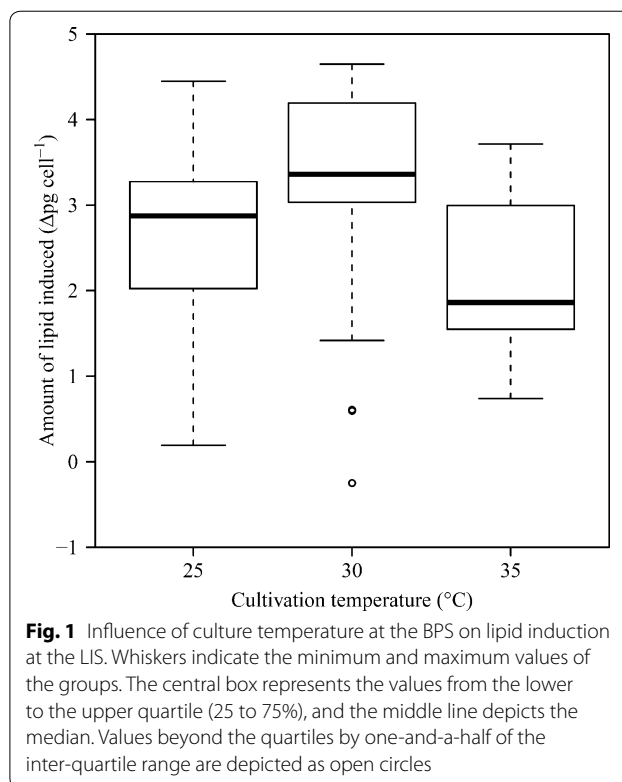 5
4
3
2
1
0
−1
Amount of lipid induced (Δpg cell⁻¹)
25 30 35
Cultivation temperature (°C)
Fig. 1 Influence of culture temperature at the BPS on lipid induction
at the LIS. Whiskers indicate the minimum and maximum values of
the groups. The central box represents the values from the lower
to the upper quartile (25 to 75%), and the middle line depicts the
median. Values beyond the quartiles by one-and-a-half of the
inter-quartile range are depicted as open circles